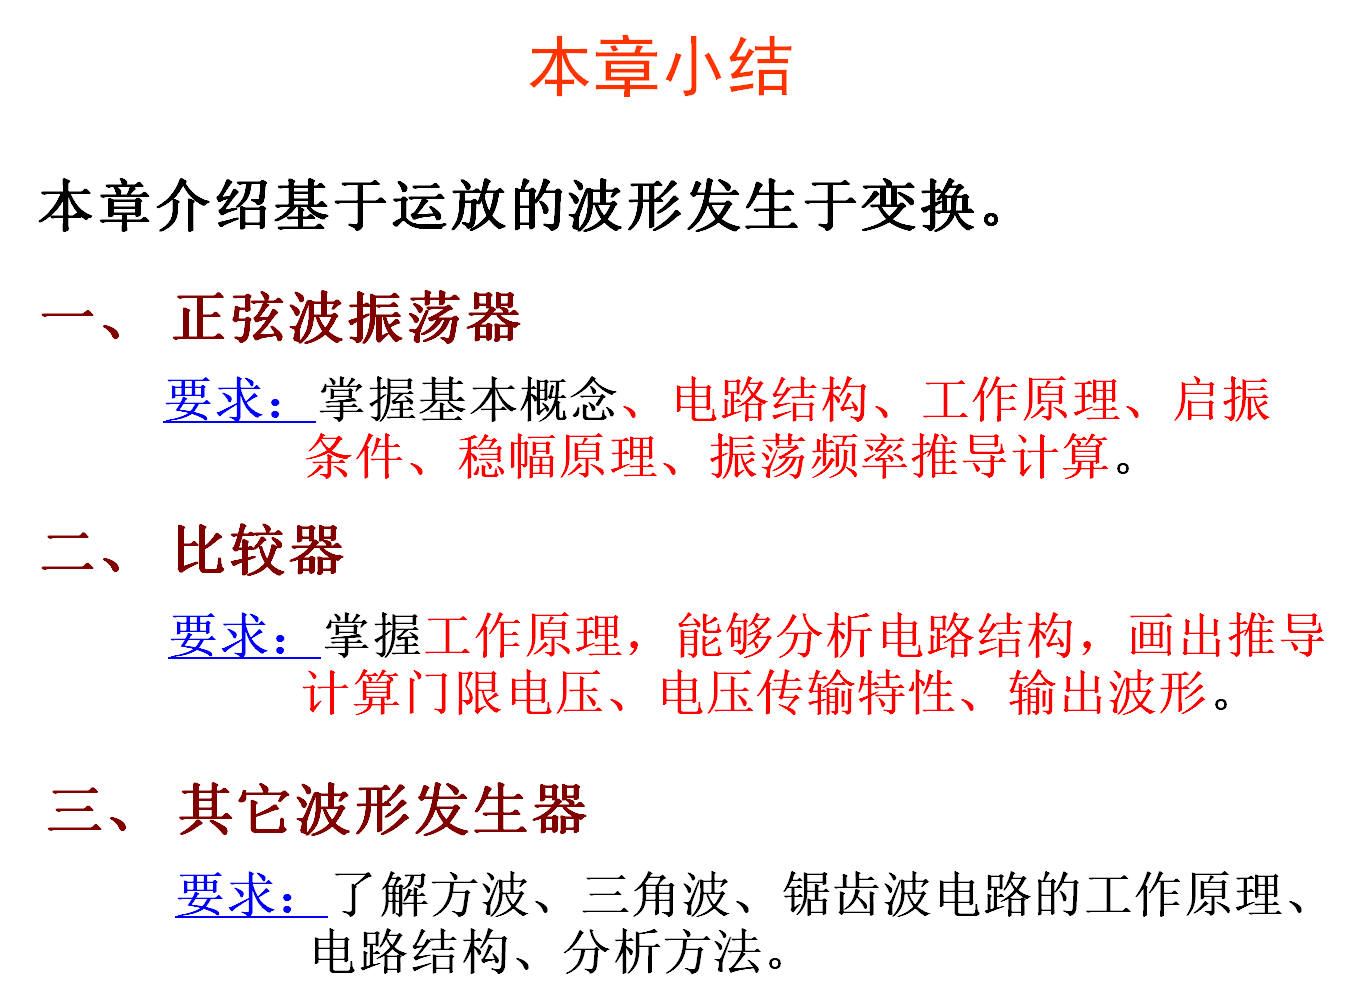 本章小结
本章介绍基于运放的波形发生于变换。
一、 正弦波振荡器
要求：掌握基本概念、电路结构、工作原理、启振
条件、稳幅原理、振荡频率推导计算。
二、 比较器
要求：掌握工作原理，能够分析电路结构，画出推导
计算门限电压、电压传输特性、输出波形。
三、 其它波形发生器
要求：了解方波、三角波、锯齿波电路的工作原理、
电路结构、分析方法。